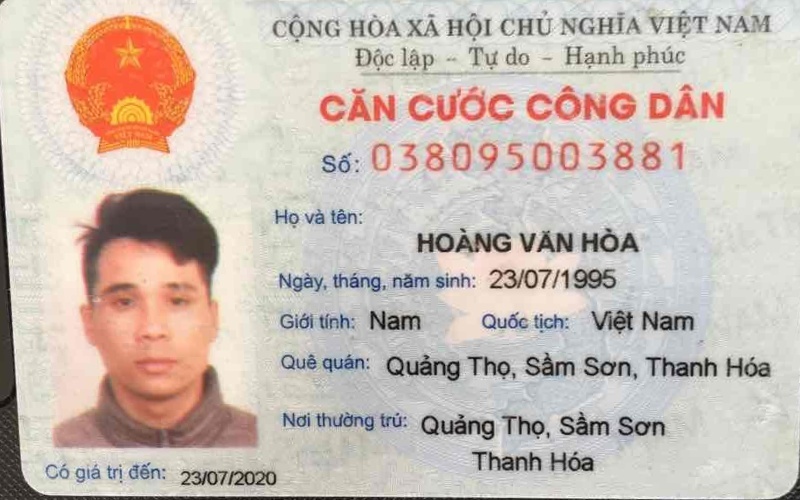 CỘNG HÒA XÃ HỘI CHỦ NGHĨA VIỆT NAM
Độc lập - Tự do - Hạnh phúc
CĂN CƯỚC CÔNG DÂN
Số: 038095003881
Họ và tên:
HOÀNG VĂN HÒA
Ngày, tháng, năm sinh: 23/07/1995
Giới tính: Nam Quốc tịch: Việt Nam
Quê quán: Quảng Thọ, Sầm Sơn, Thanh Hóa
Nơi thường trú: Quảng Thọ, Sầm Sơn
Thanh Hóa
Có giá trị đến: 23/07/2020